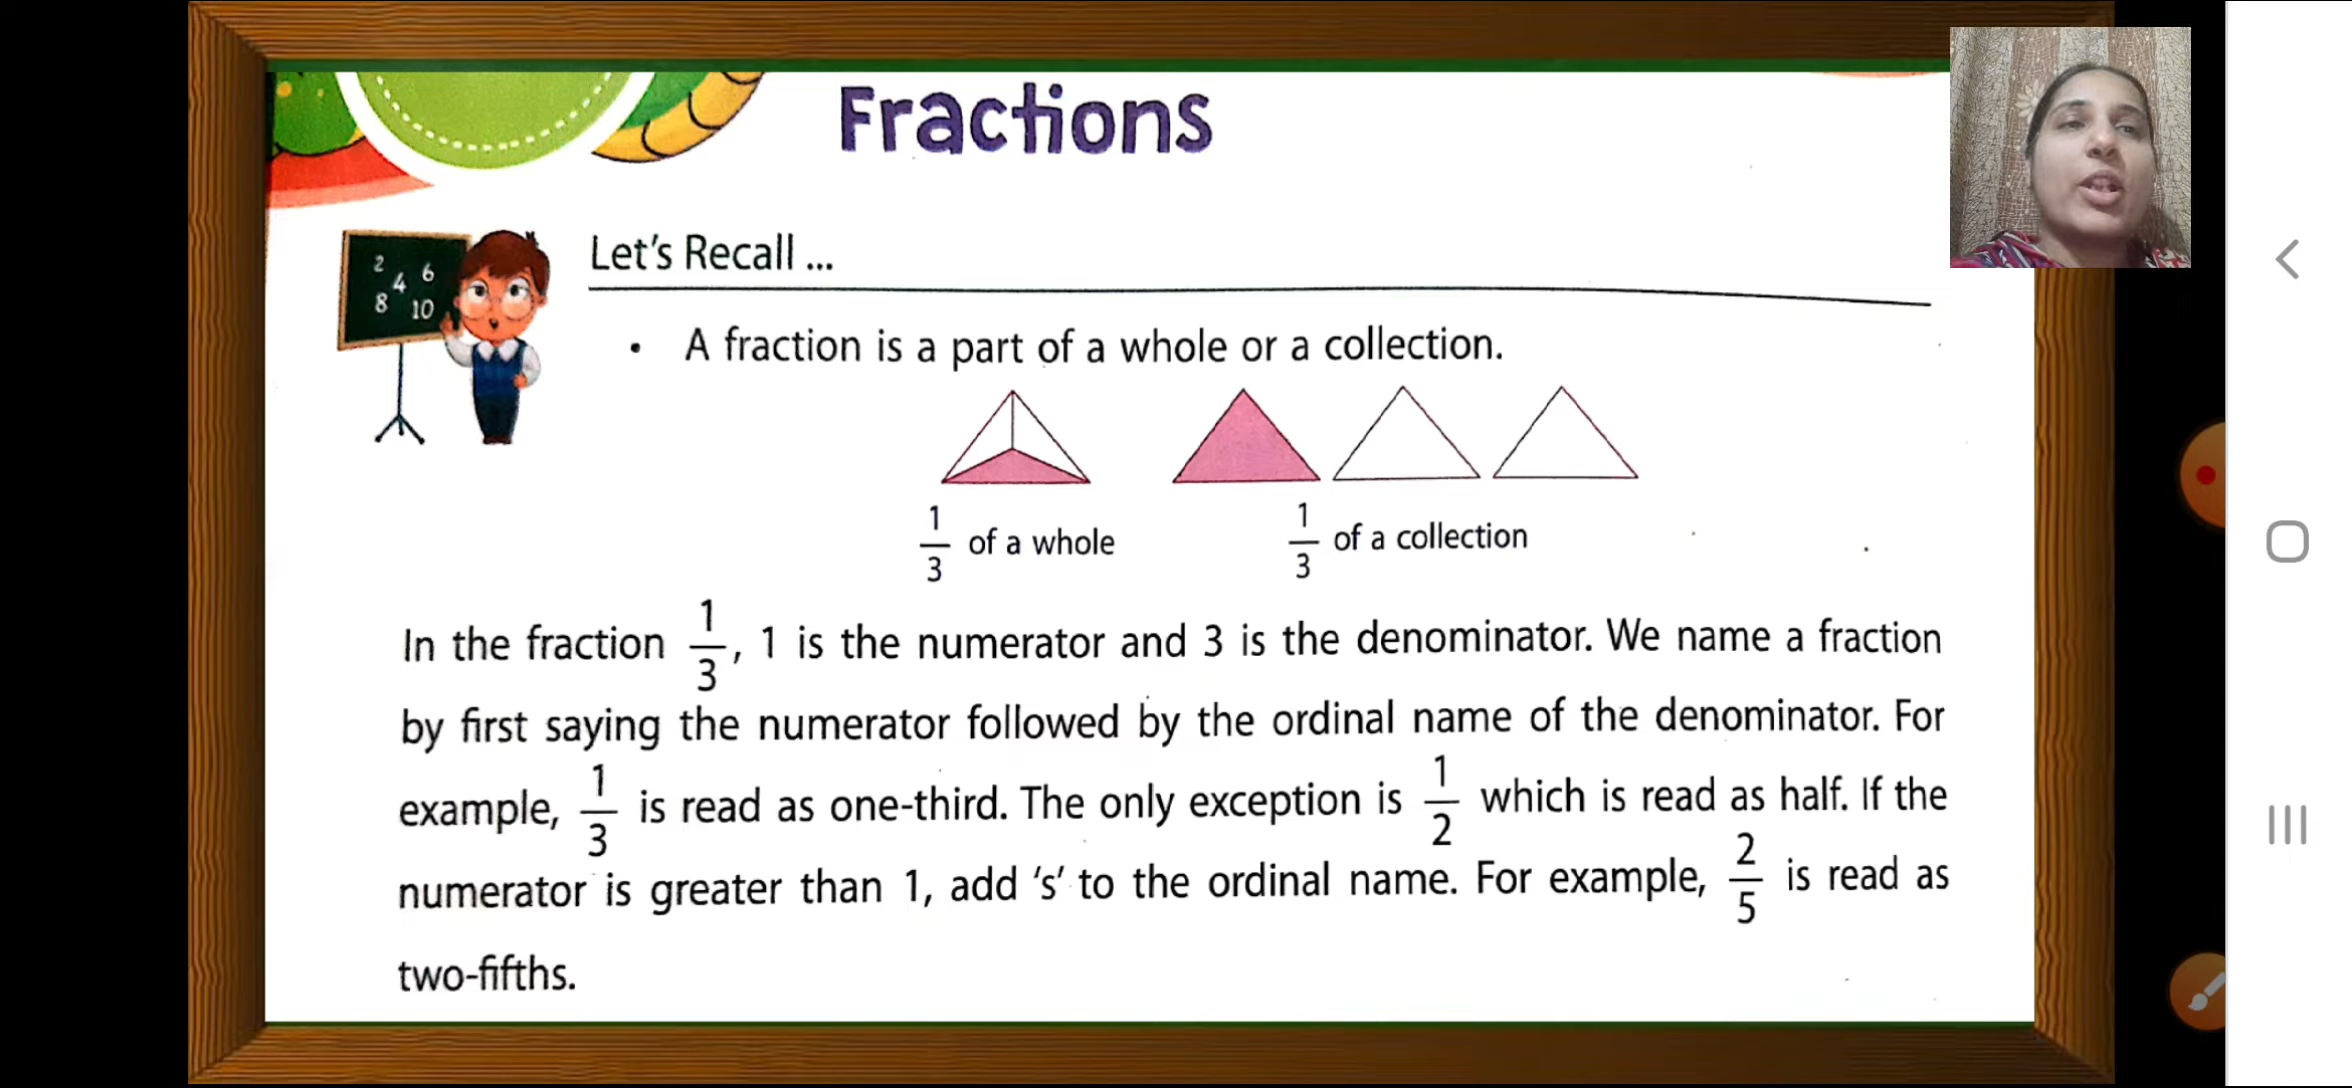 Fractions
2 4 6
8 10
Let's Recall ...
• A fraction is a part of a whole or a collection.
1/3 of a whole
1/3 of a collection
In the fraction 1/3, 1 is the numerator and 3 is the denominator. We name a fraction
by first saying the numerator followed by the ordinal name of the denominator. For
example, 1/3 is read as one-third. The only exception is 1/2 which is read as half. If the
numerator is greater than 1, add 's' to the ordinal name. For example, 2/5 is read as
two-fifths.